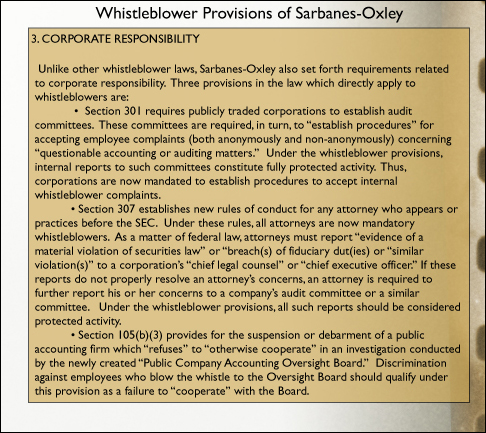 Whistleblower Provisions of Sarbanes-Oxley
3. CORPORATE RESPONSIBILITY
Unlike other whistleblower laws, Sarbanes-Oxley also set forth requirements related
to corporate responsibility. Three provisions in the law which directly apply to
whistleblowers are:
• Section 301 requires publicly traded corporations to establish audit
committees. These committees are required, in turn, to “establish procedures” for
accepting employee complaints (both anonymously and non-anonymously) concerning
“questionable accounting or auditing matters.” Under the whistleblower provisions,
internal reports to such committees constitute fully protected activity. Thus,
corporations are now mandated to establish procedures to accept internal
whistleblower complaints.
• Section 307 establishes new rules of conduct for any attorney who appears or
practices before the SEC. Under these rules, all attorneys are now mandatory
whistleblowers. As a matter of federal law, attorneys must report “evidence of a
material violation of securities law” or “breach(s) of fiduciary dut(ies) or “similar
violation(s)” to a corporation’s “chief legal counsel” or “chief executive officer.” If these
reports do not properly resolve an attorney’s concerns, an attorney is required to
further report his or her concerns to a company’s audit committee or a similar
committee. Under the whistleblower provisions, all such reports should be considered
protected activity.
• Section 105(b)(3) provides for the suspension or debarment of a public
accounting firm which “refuses” to “otherwise cooperate” in an investigation conducted
by the newly created “Public Company Accounting Oversight Board.” Discrimination
against employees who blow the whistle to the Oversight Board should qualify under
this provision as a failure to “cooperate” with the Board.